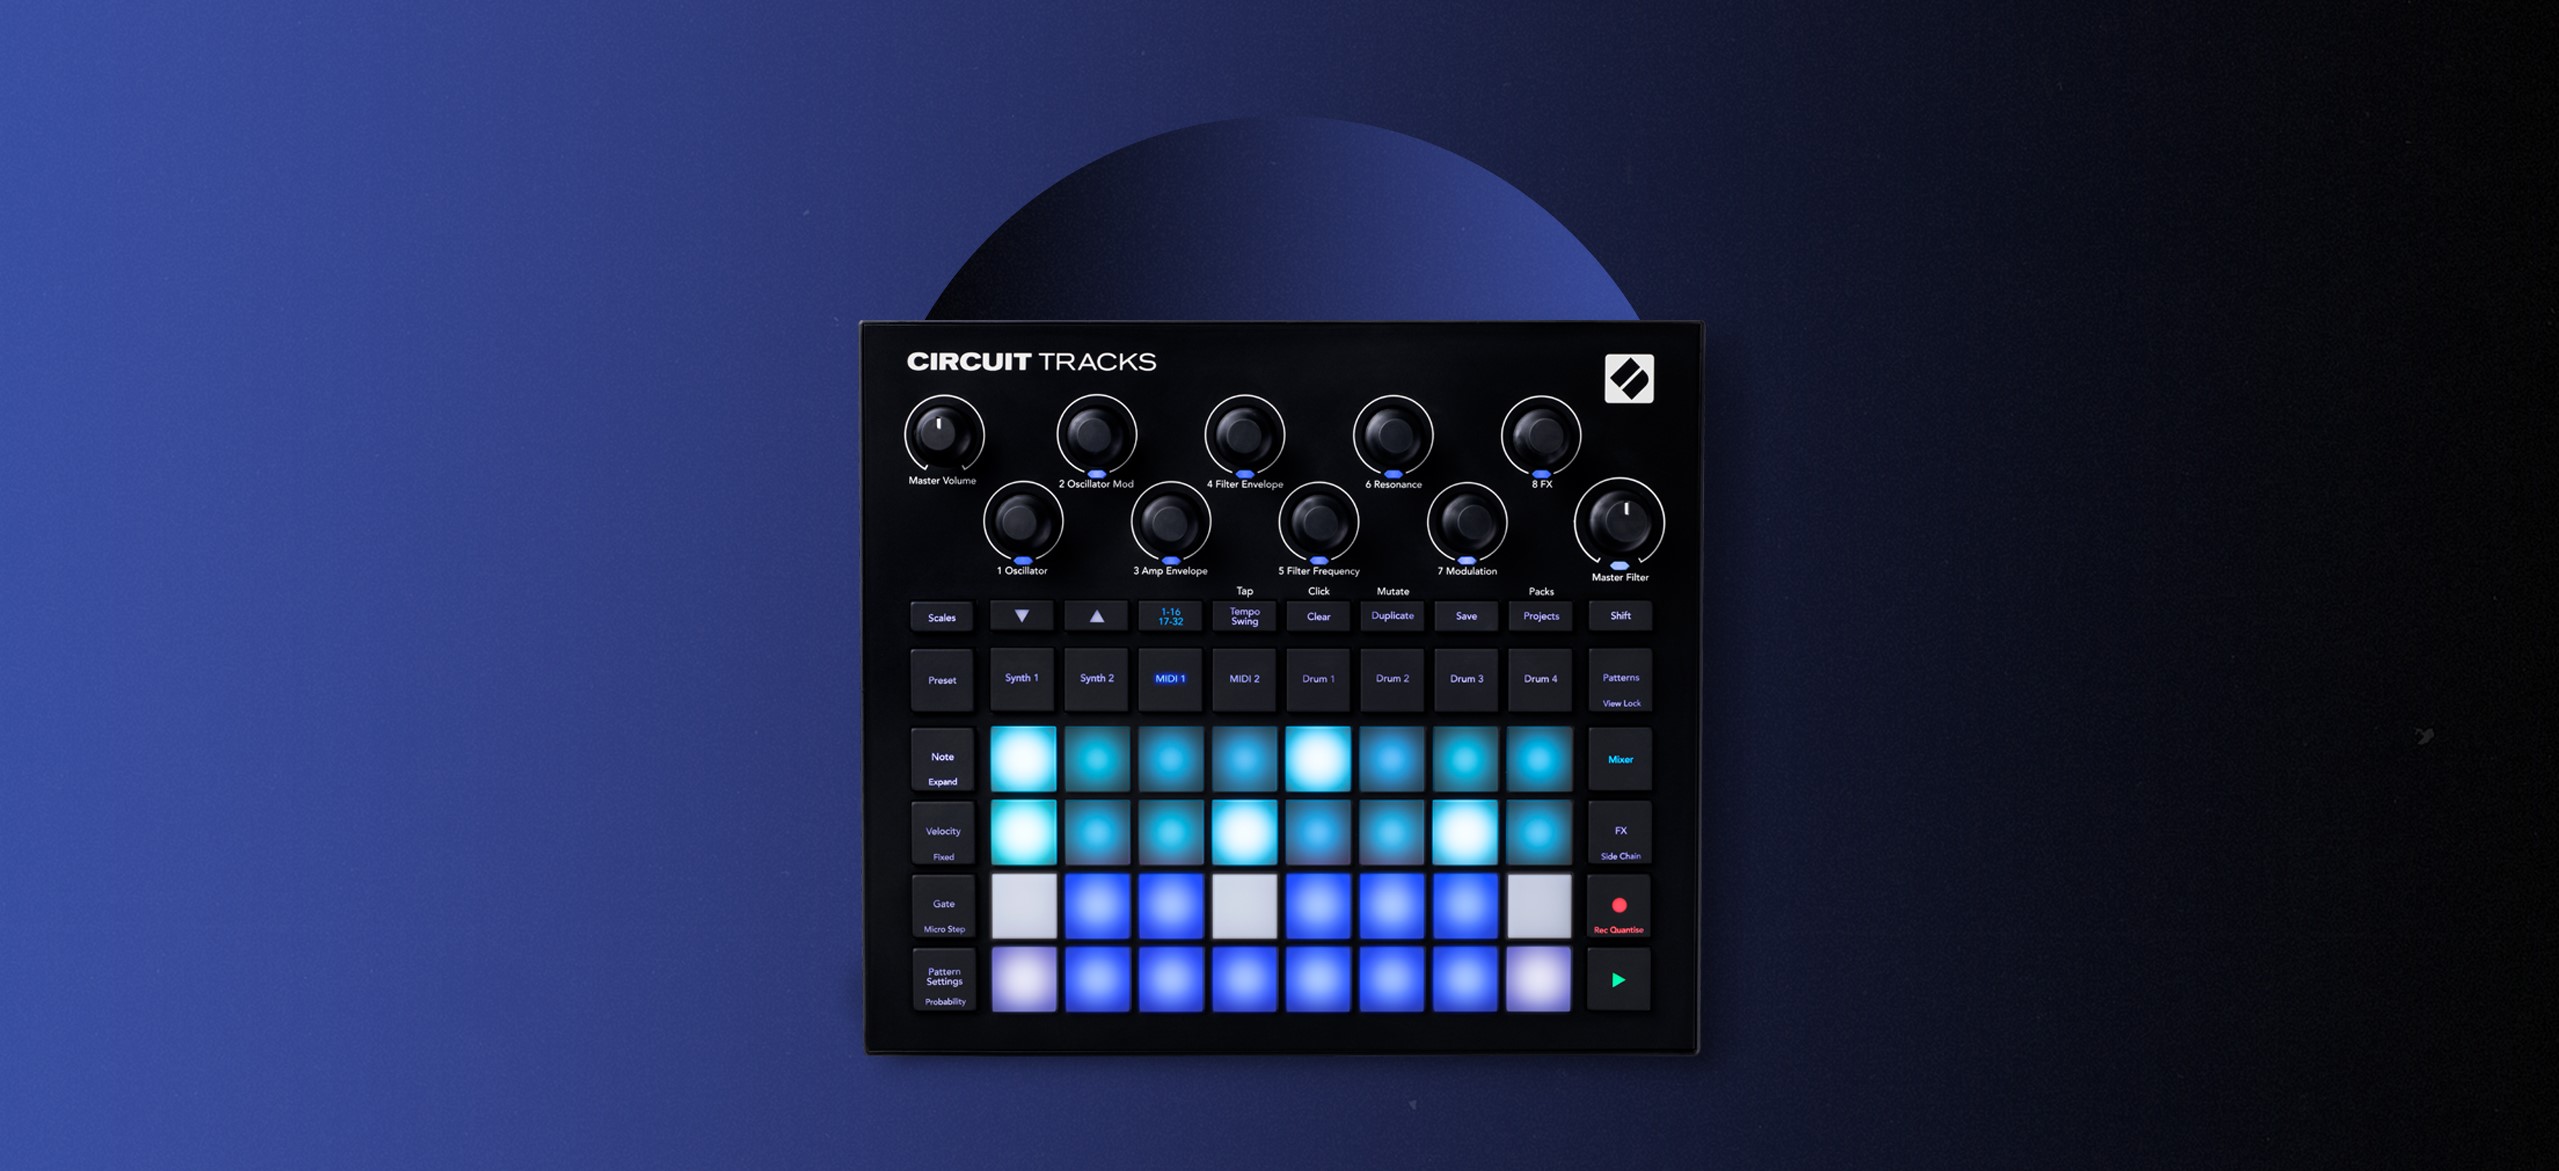 CIRCUIT TRACKS
Master Volume
2 Oscillator Mod
4 Filter Envelope
6 Resonance
8 FX
1 Oscillator
3 Amp Envelope
5 Filter Frequency
7 Modulation
Master Filter
Tap
Click
Mutate
Packs
Scales
1-16
17-32
Tempo
Swing
Clear
Duplicate
Save
Projects
Shift
Preset
Synth 1
Synth 2
MIDI 1
MIDI 2
Drum 1
Drum 2
Drum 3
Drum 4
Patterns
View Lock
Note
Expand
Mixer
Velocity
Fixed
FX
Side Chain
Gate
Micro Step
Rec Quantise
Pattern
Settings
Probability